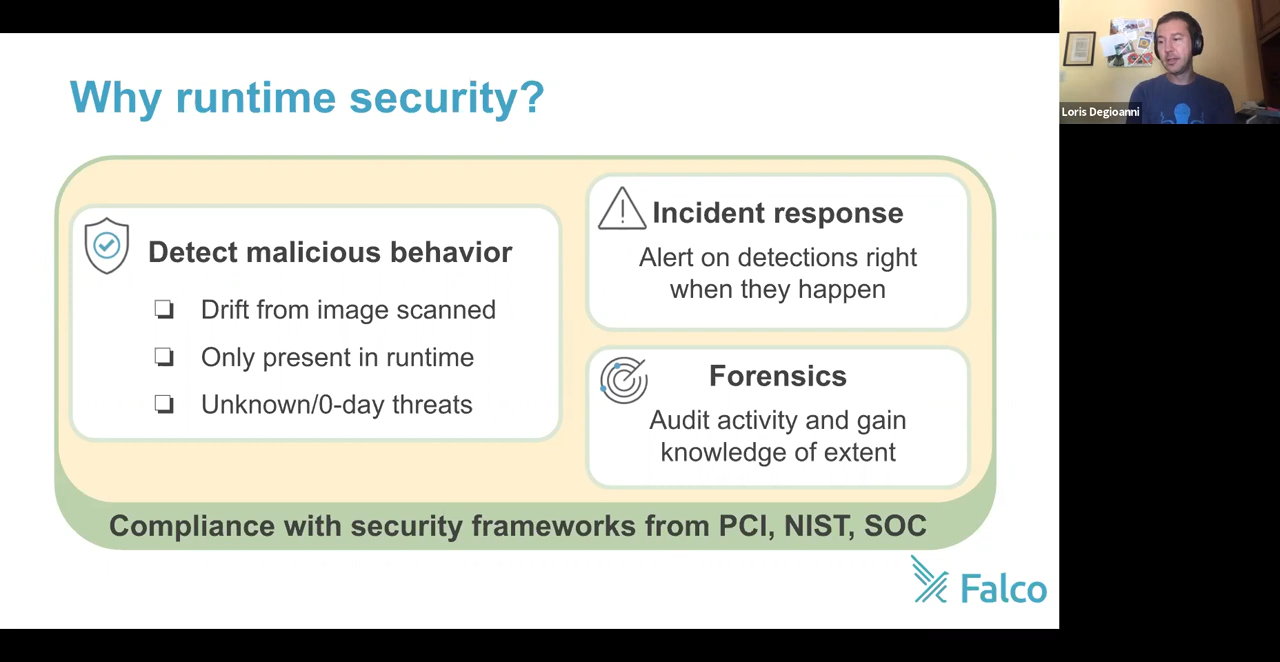 Why runtime security?
Detect malicious behavior
Drift from image scanned
Only present in runtime
Unknown/0-day threats
Incident response
Alert on detections right
when they happen
Forensics
Audit activity and gain
knowledge of extent
Compliance with security frameworks from PCI, NIST, SOC
Falco
Loris Degioanni